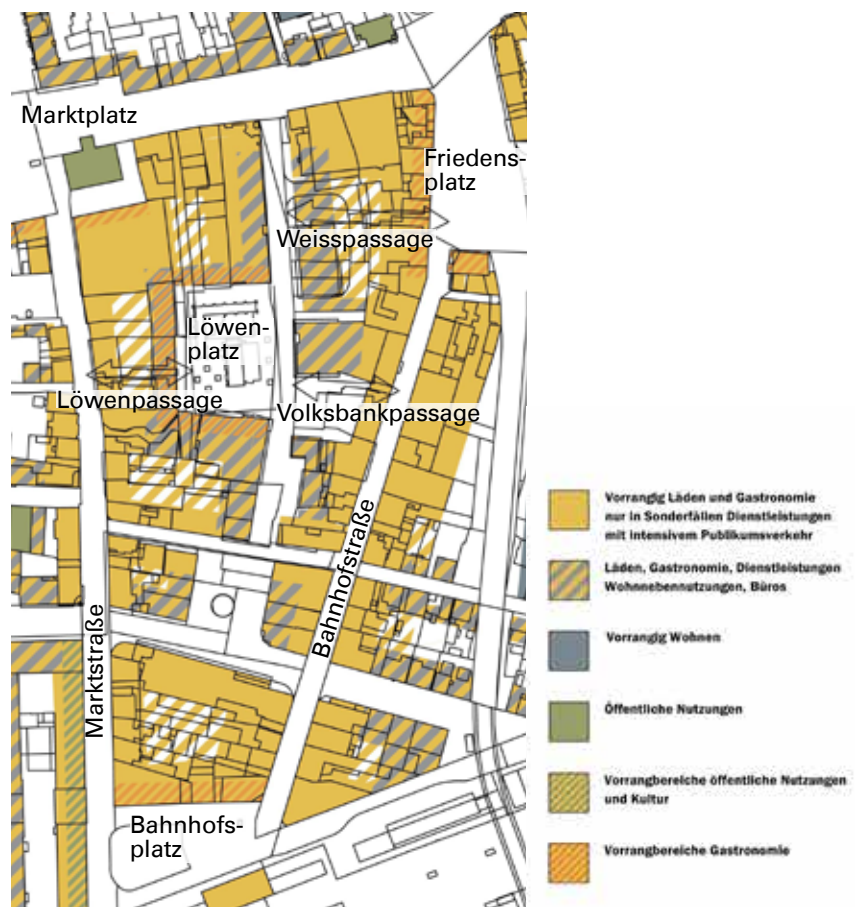 Marktplatz
Friedens-
platz
Weisspassage
Löwen-
platz
Löwenpassage
Volksbankpassage
Bahnhofstraße
Marktstraße
Bahnhofs-
platz
Vorrangig Läden und Gastronomie
nur in Sonderfällen Dienstleistungen
mit intensivem Publikumsverkehr
Läden, Gastronomie, Dienstleistungen
Wohnnebennutzungen, Büros
Vorrangig Wohnen
Öffentliche Nutzungen
Vorrangbereiche öffentliche Nutzungen
und Kultur
Vorrangbereiche Gastronomie